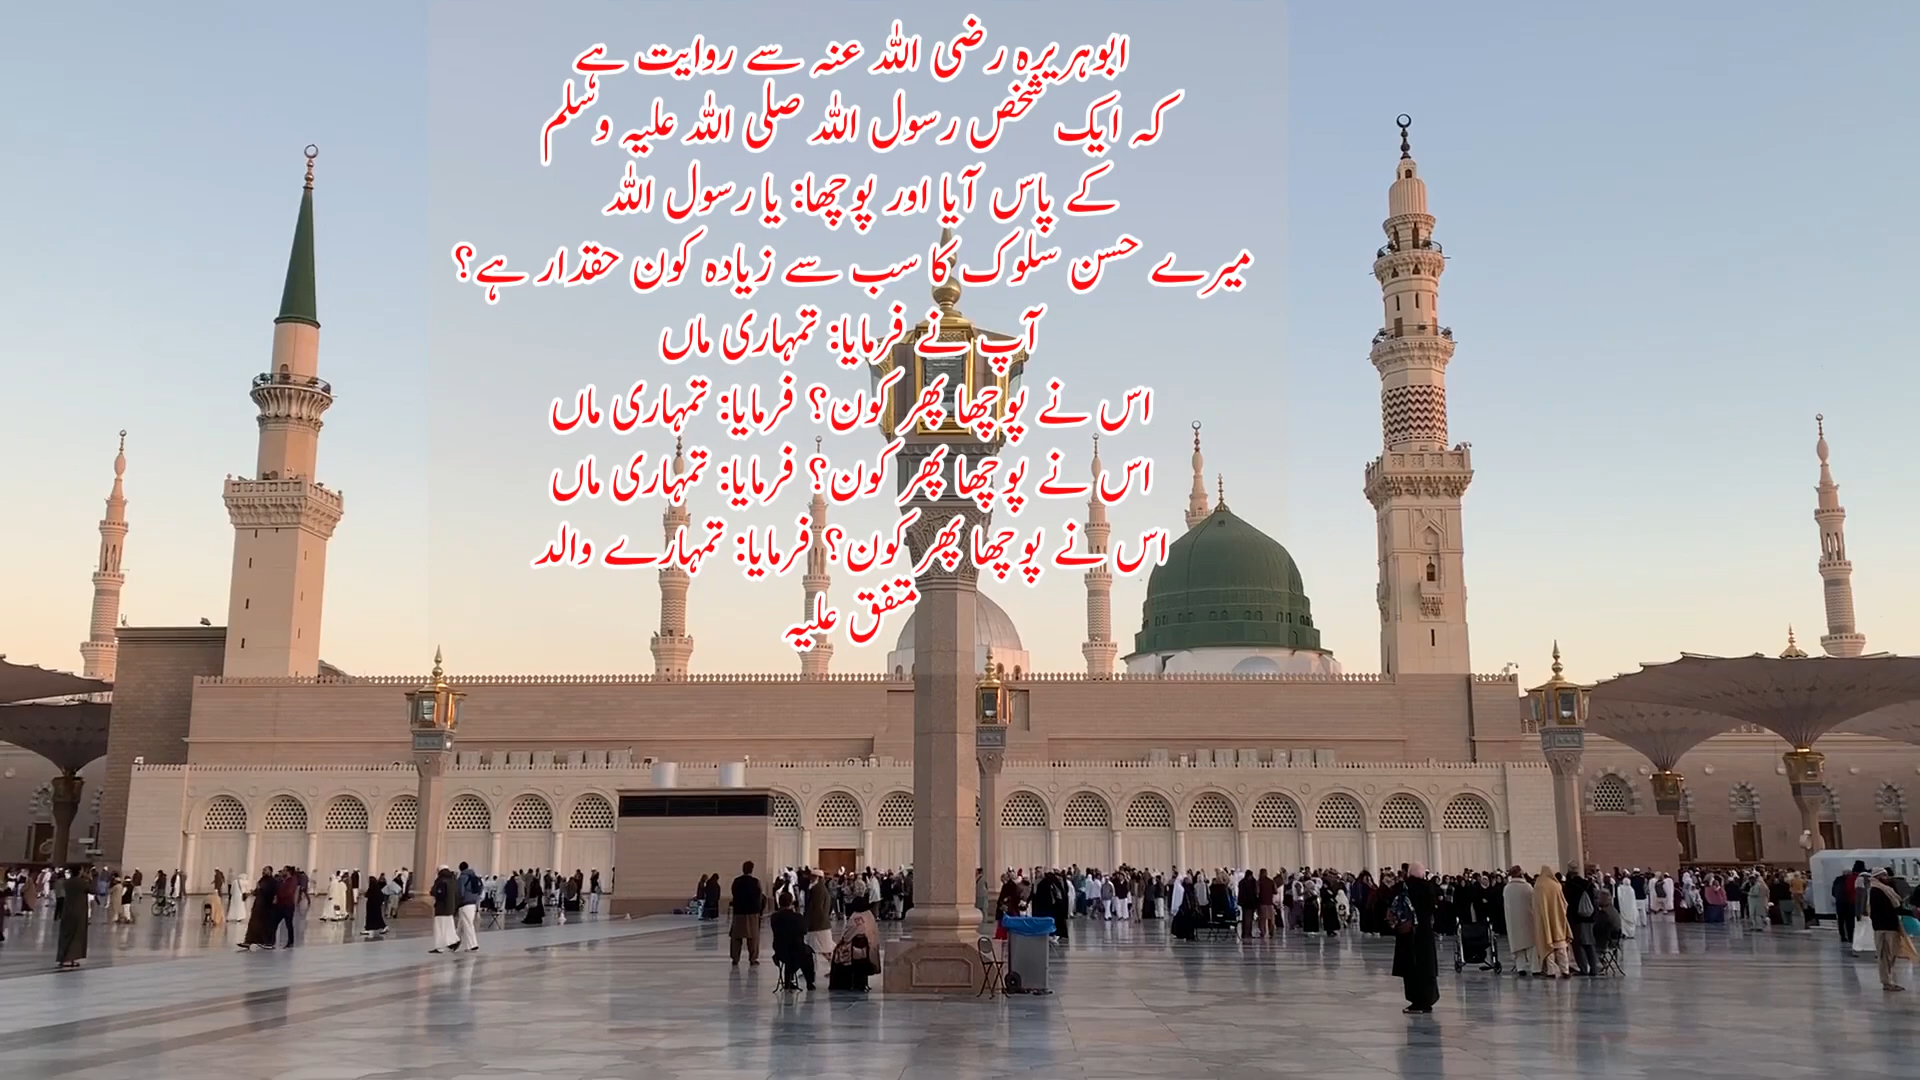 ابوہریرہ رضی اللہ عنہ سے روایت ہے
کہ ایک شخص رسول اللہ صلی اللہ علیہ وسلم
کے پاس آیا اور پوچھا: یا رسول اللہ
میرے حسن سلوک کا سب سے زیادہ کون حقدار ہے؟
آپ نے فرمایا: تمہاری ماں
اس نے پوچھا پھر کون؟ فرمایا: تمہاری ماں
اس نے پوچھا پھر کون؟ فرمایا: تمہاری ماں
اس نے پوچھا پھر کون؟ فرمایا: تمہارے والد
متفق علیہ